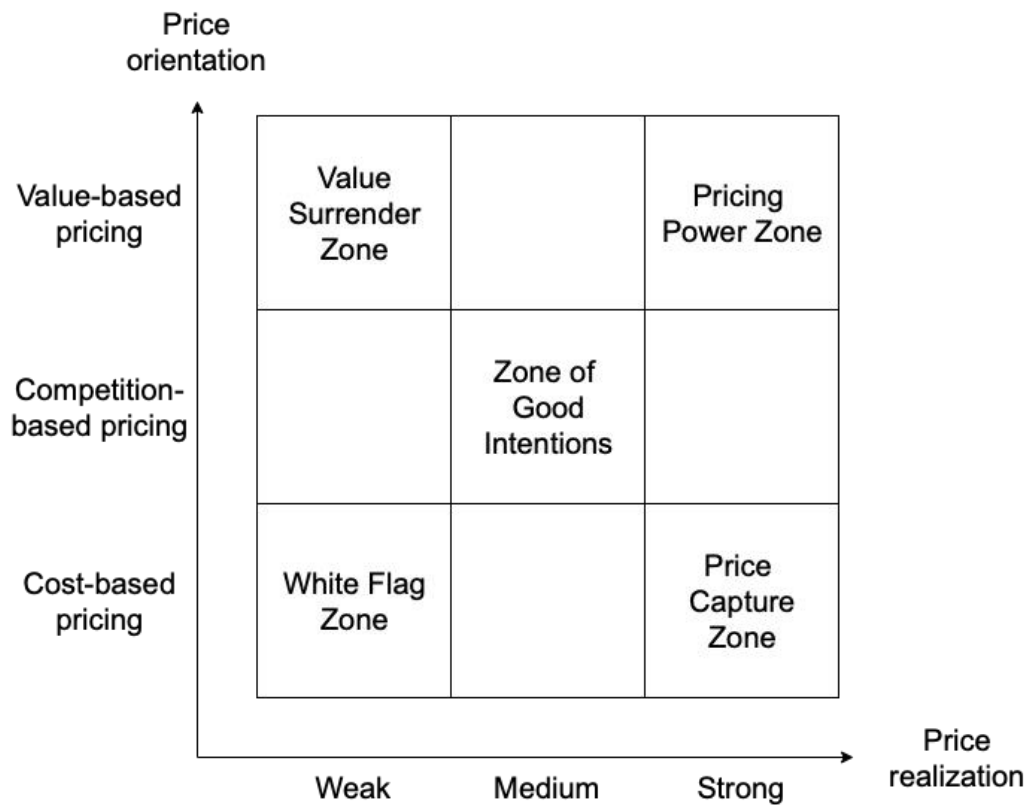 Price
orientation
Value-based
pricing
Value
Surrender
Zone
Pricing
Power Zone
Competition-
based pricing
Zone of
Good
Intentions
Cost-based
pricing
White Flag
Zone
Price
Capture
Zone
Price
realization
Weak
Medium
Strong